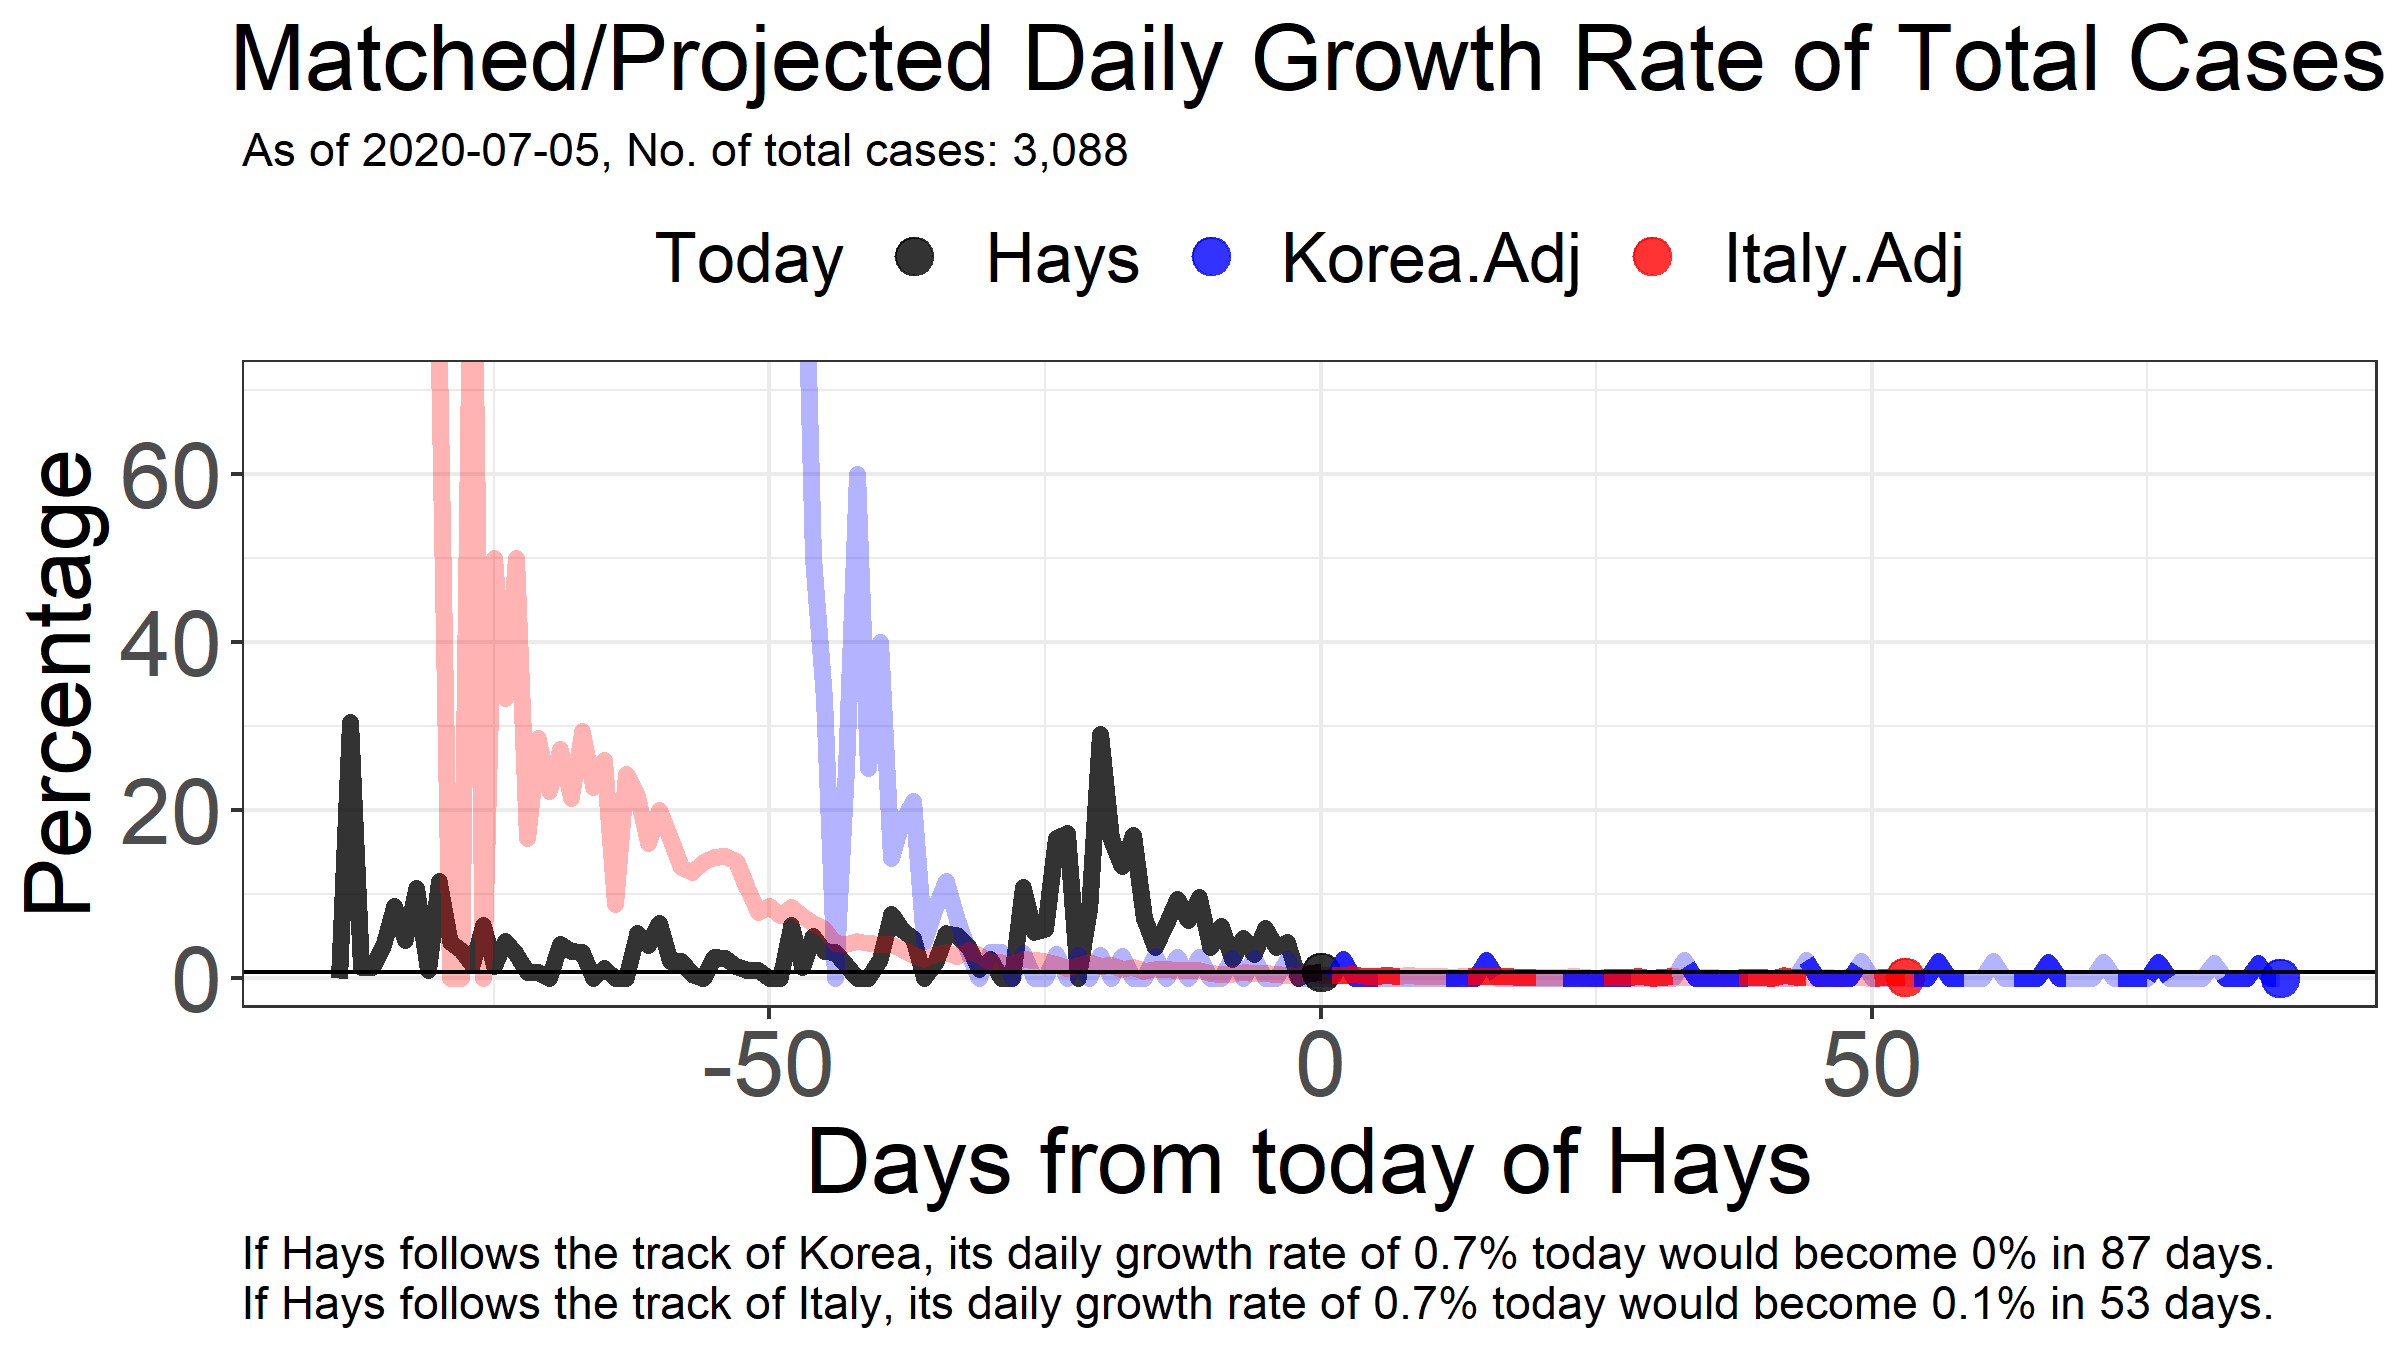 Matched/Projected Daily Growth Rate of Total Cases
As of 2020-07-05, No. of total cases: 3,088
Today Hays Korea.Adj Italy.Adj
Percentage
60
40
20
0
-50 0 50
Days from today of Hays
If Hays follows the track of Korea, its daily growth rate of 0.7% today would become 0% in 87 days.
If Hays follows the track of Italy, its daily growth rate of 0.7% today would become 0.1% in 53 days.